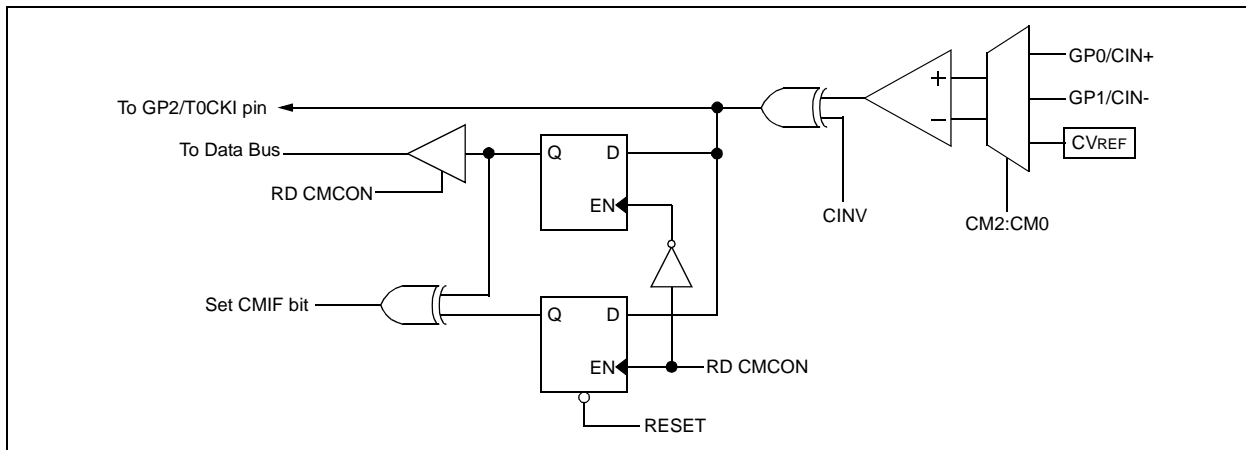 GP0/CIN+
To GP2/T0CKI pin
GP1/CIN-
To Data Bus
Q D
CVREF
RD CMCON
EN
CINV
CM2:CM0
Set CMIF bit
Q D
EN
RD CMCON
RESET